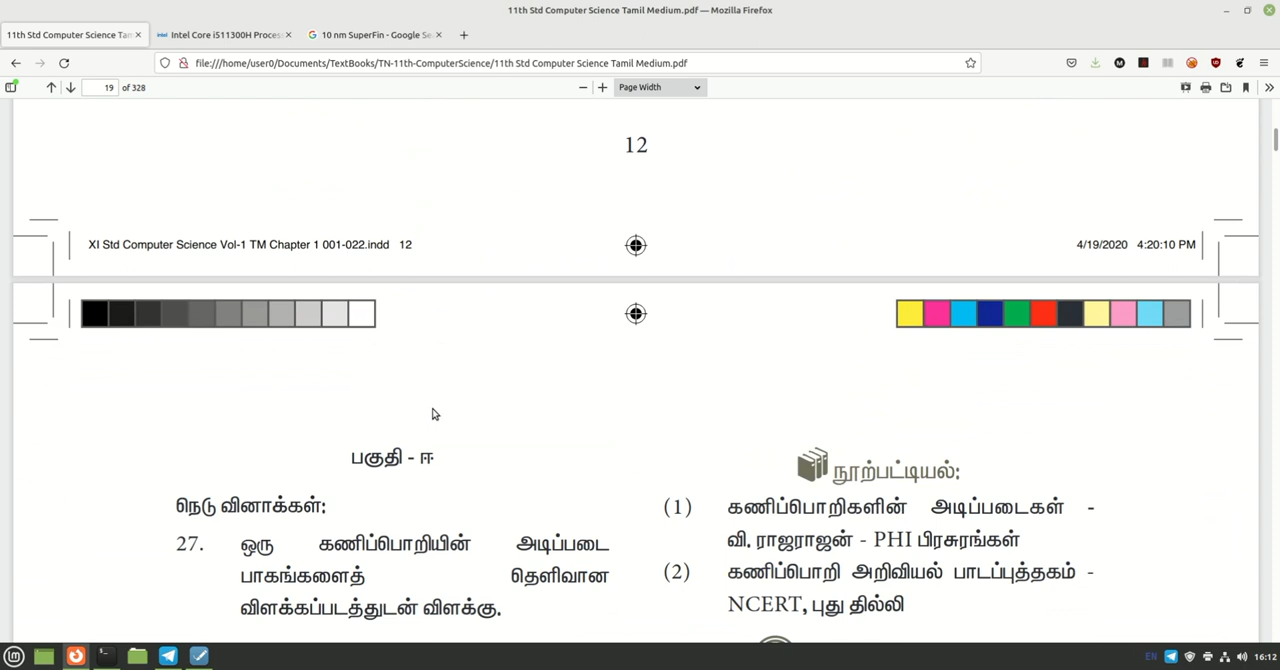 11th Std Computer Science Tamil Medium.pdf — Mozilla Firefox
11th Std Computer Science Tam
Intel Core i511300H Proces
10 nm SuperFin - Google Se
file:///home/user0/Documents/TextBooks/TN-11th-ComputerScience/11th Std Computer Science Tamil Medium.pdf
19 of 328
Page Width
12
XI Std Computer Science Vol-1 TM Chapter 1 001-022.indd 12
4/19/2020 4:20:10 PM
பகுதி - ஈ
நெடு வினாக்கள்:
27. ஒரு கணிப்பொறியின் அடிப்படை
பாகங்களைத் தெளிவான
விளக்கப்படத்துடன் விளக்கு.
நூற்பட்டியல்:
(1) கணிப்பொறிகளின் அடிப்படைகள் -
வி. ராஜராஜன் - PHI பிரசுரங்கள்
(2) கணிப்பொறி அறிவியல் பாடப்புத்தகம் -
NCERT, புது தில்லி
EN
16:12